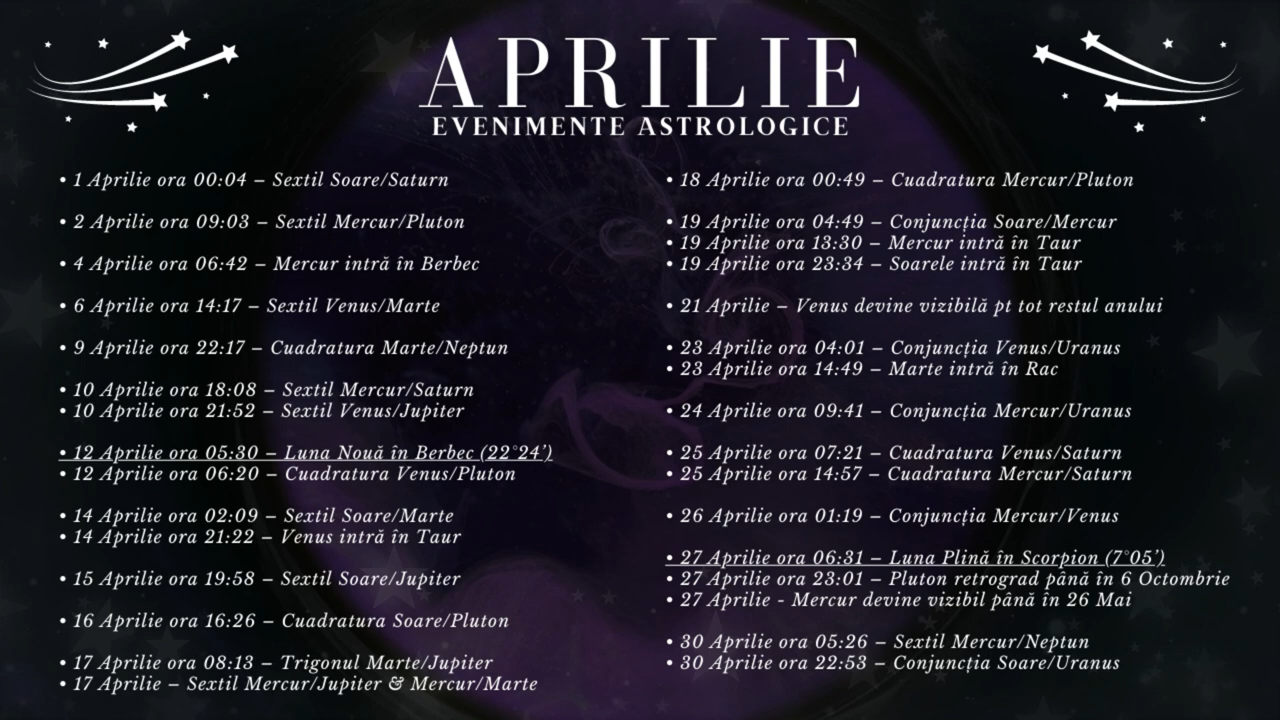 APRILIE
EVENIMENTE ASTROLOGICE
• 1 Aprilie ora 00:04 – Sextil Soare/Saturn
• 2 Aprilie ora 09:03 – Sextil Mercur/Pluton
• 4 Aprilie ora 06:42 – Mercur intră în Berbec
• 6 Aprilie ora 14:17 – Sextil Venus/Marte
• 9 Aprilie ora 22:17 – Cuadratura Marte/Neptun
• 10 Aprilie ora 18:08 – Sextil Mercur/Saturn
• 10 Aprilie ora 21:52 – Sextil Venus/Jupiter
• 12 Aprilie ora 05:30 – Luna Nouă în Berbec (22°24’)
• 12 Aprilie ora 06:20 – Cuadratura Venus/Pluton
• 14 Aprilie ora 02:09 – Sextil Soare/Marte
• 14 Aprilie ora 21:22 – Venus intră în Taur
• 15 Aprilie ora 19:58 – Sextil Soare/Jupiter
• 16 Aprilie ora 16:26 – Cuadratura Soare/Pluton
• 17 Aprilie ora 08:13 – Trigonul Marte/Jupiter
• 17 Aprilie – Sextil Mercur/Jupiter & Mercur/Marte
• 18 Aprilie ora 00:49 – Cuadratura Mercur/Pluton
• 19 Aprilie ora 04:49 – Conjuncția Soare/Mercur
• 19 Aprilie ora 13:30 – Mercur intră în Taur
• 19 Aprilie ora 23:34 – Soarele intră în Taur
• 21 Aprilie – Venus devine vizibilă pt tot restul anului
• 23 Aprilie ora 04:01 – Conjuncția Venus/Uranus
• 23 Aprilie ora 14:49 – Marte intră în Rac
• 24 Aprilie ora 09:41 – Conjuncția Mercur/Uranus
• 25 Aprilie ora 07:21 – Cuadratura Venus/Saturn
• 25 Aprilie ora 14:57 – Cuadratura Mercur/Saturn
• 26 Aprilie ora 01:19 – Conjuncția Mercur/Venus
• 27 Aprilie ora 06:31 – Luna Plină în Scorpion (7°05’)
• 27 Aprilie ora 23:01 – Pluton retrograd până în 6 Octombrie
• 27 Aprilie - Mercur devine vizibil până în 26 Mai
• 30 Aprilie ora 05:26 – Sextil Mercur/Neptun
• 30 Aprilie ora 22:53 – Conjuncția Soare/Uranus